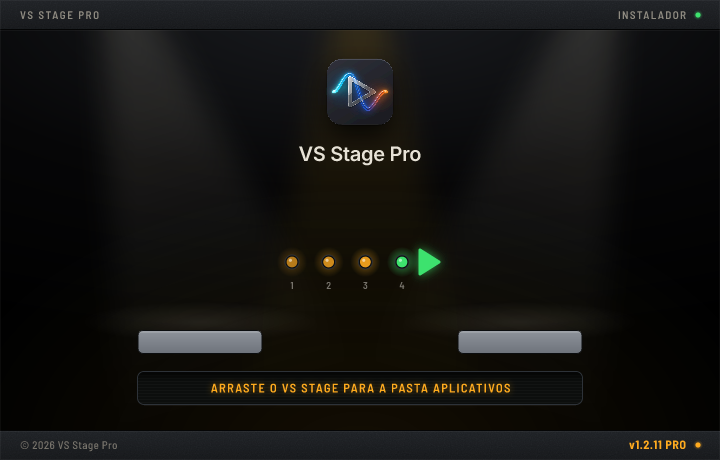 VS STAGE PRO
INSTALADOR
VS Stage Pro
1 2 3 4
ARRASTE O VS STAGE PARA A PASTA APLICATIVOS
© 2026 VS Stage Pro
v1.2.11 PRO